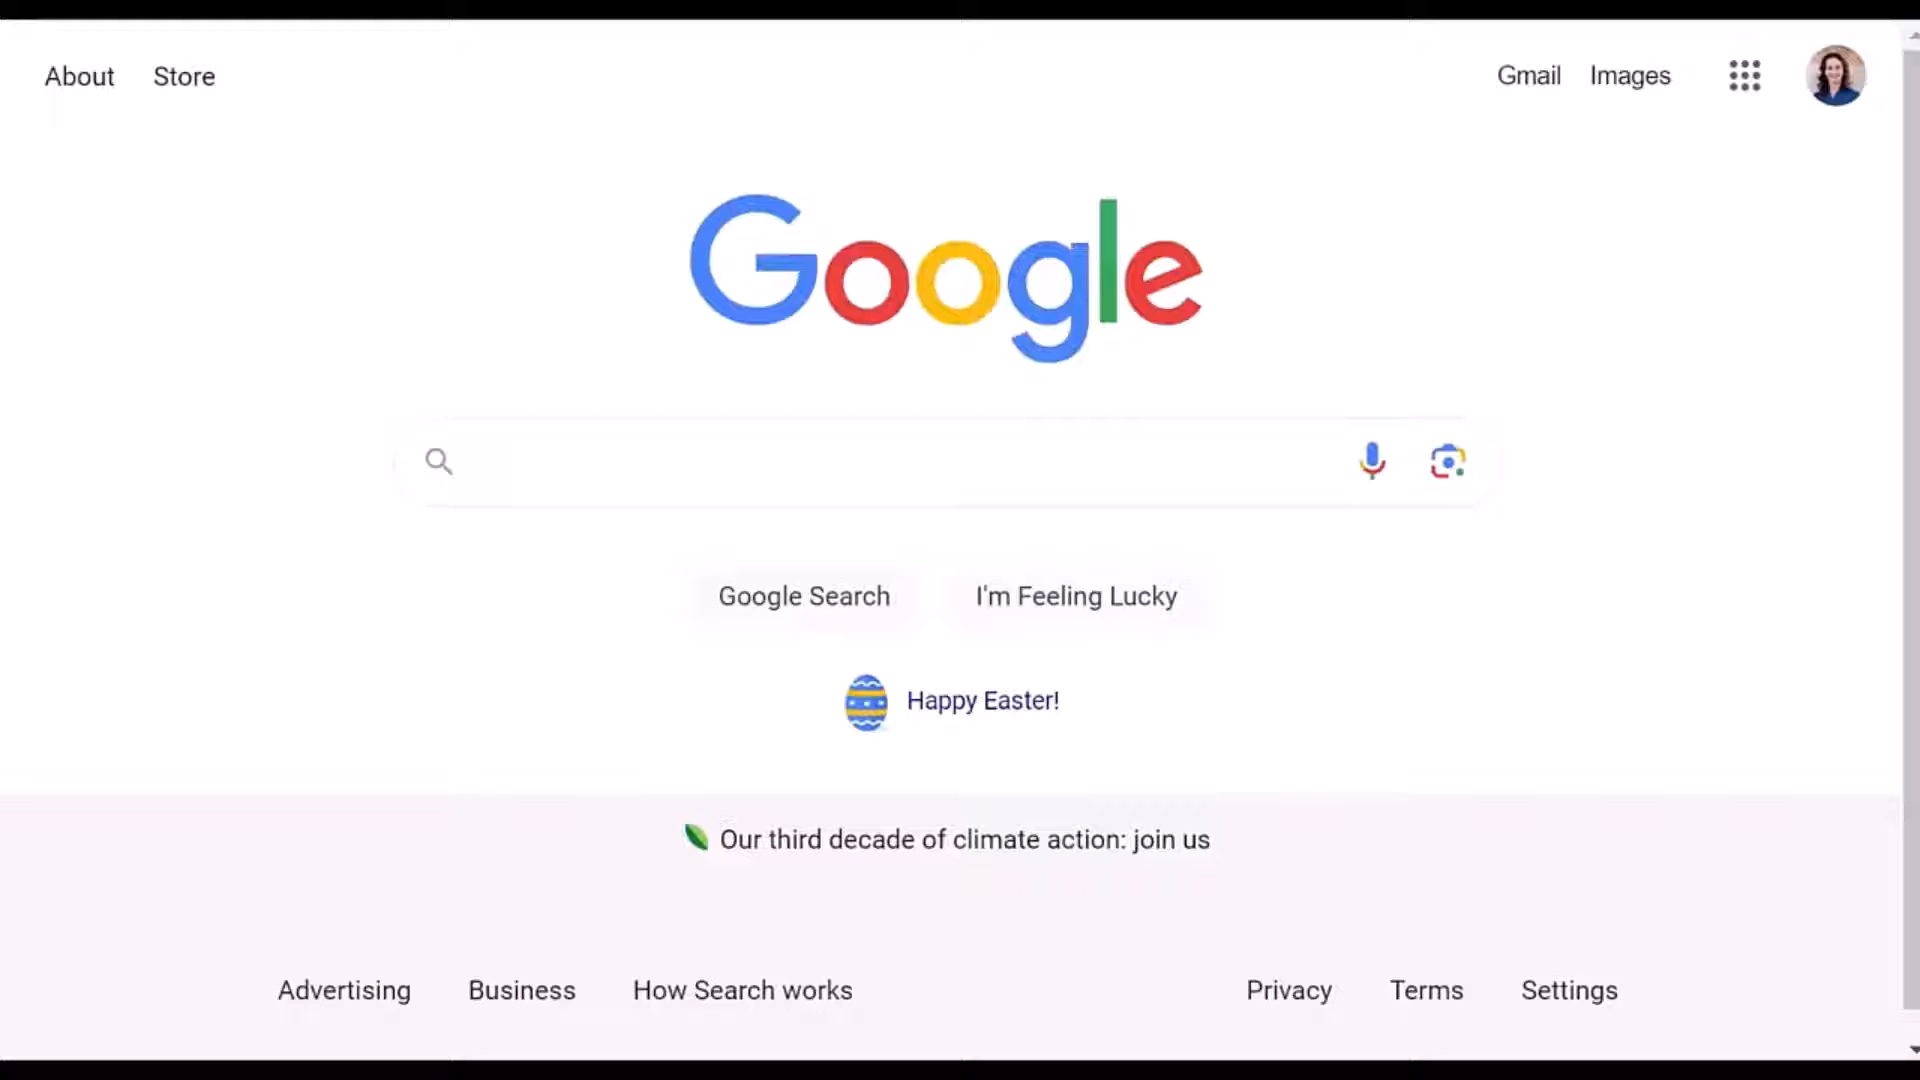 About Store
Gmail Images
Google
Google Search I'm Feeling Lucky
Happy Easter!
Our third decade of climate action: join us
Advertising Business How Search works
Privacy Terms Settings